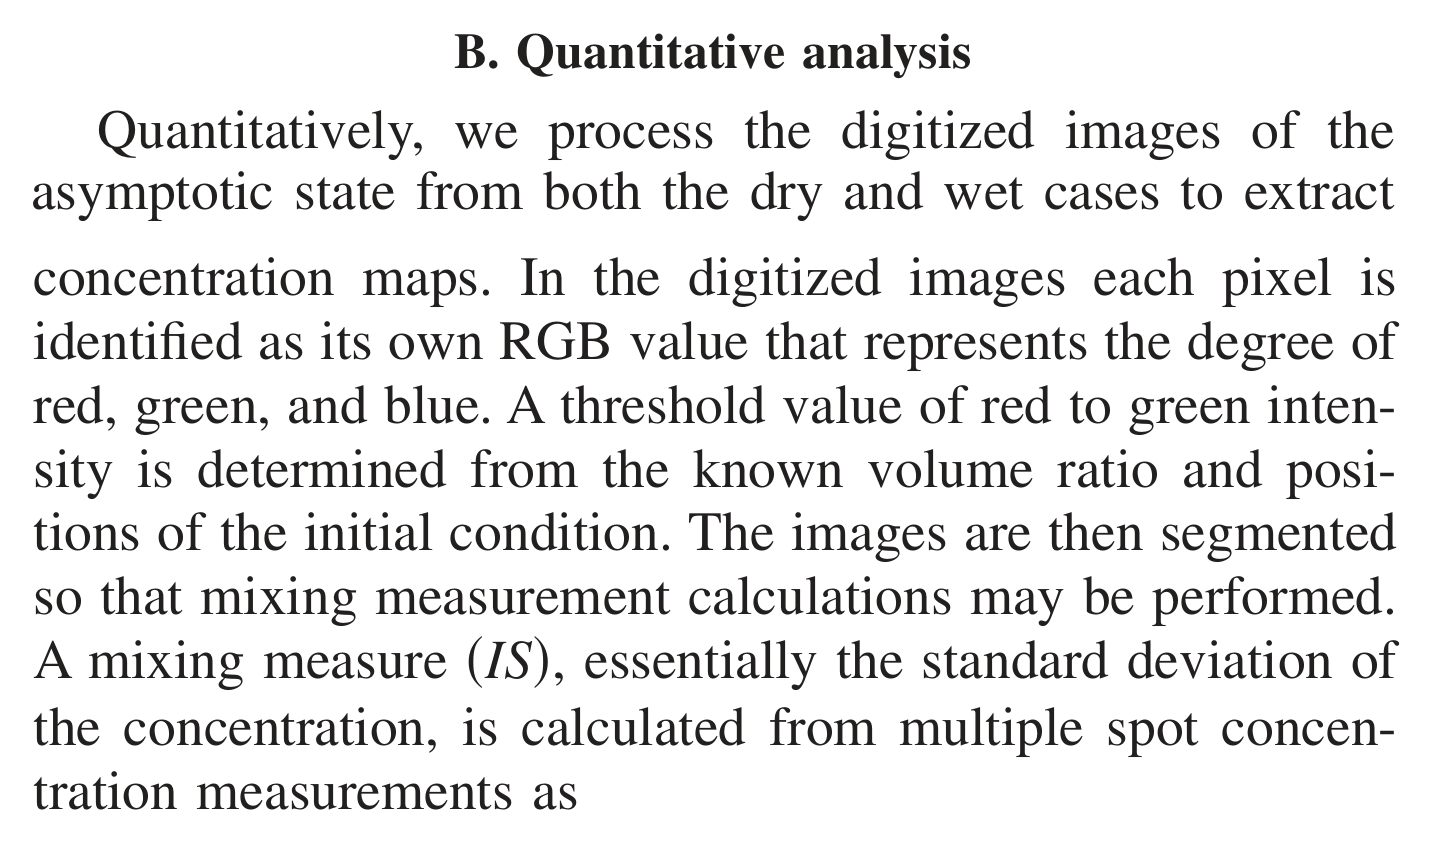 B. Quantitative analysis
Quantitatively, we process the digitized images of the
asymptotic state from both the dry and wet cases to extract
concentration maps. In the digitized images each pixel is
identified as its own RGB value that represents the degree of
red, green, and blue. A threshold value of red to green inten-
sity is determined from the known volume ratio and posi-
tions of the initial condition. The images are then segmented
so that mixing measurement calculations may be performed.
A mixing measure (IS), essentially the standard deviation of
the concentration, is calculated from multiple spot concen-
tration measurements as